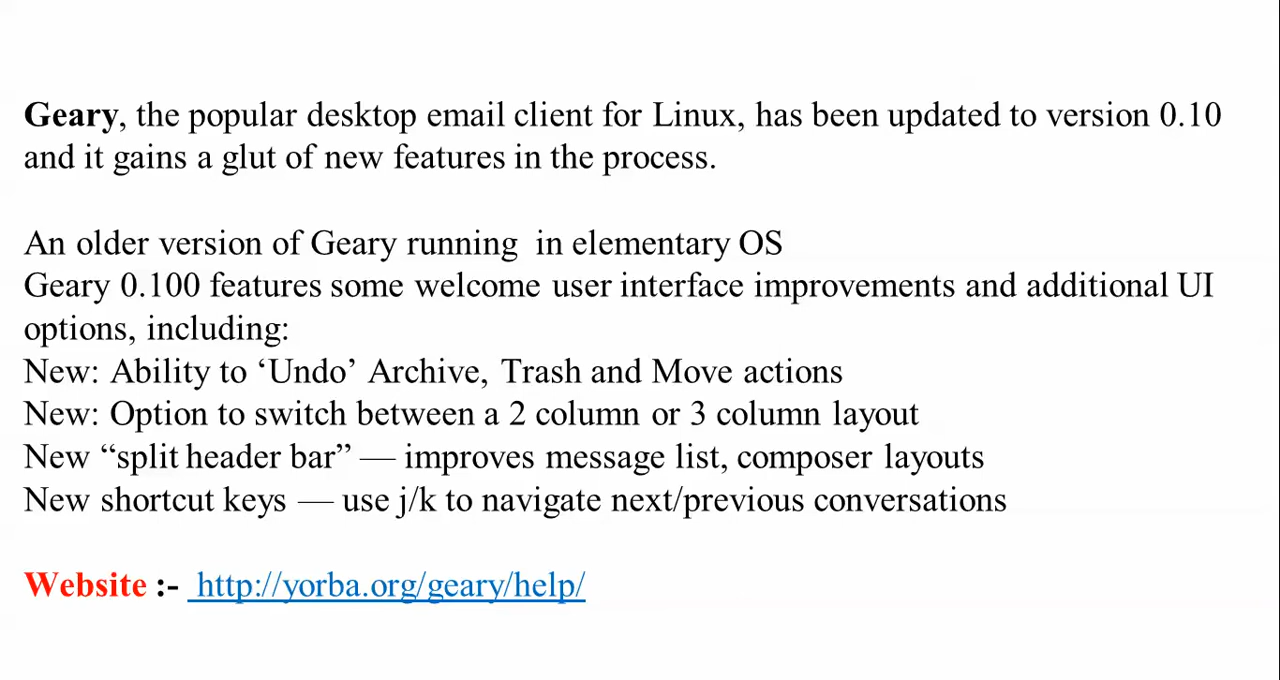 Geary, the popular desktop email client for Linux, has been updated to version 0.10
and it gains a glut of new features in the process.
An older version of Geary running  in elementary OS
Geary 0.100 features some welcome user interface improvements and additional UI
options, including:
New: Ability to ‘Undo’ Archive, Trash and Move actions
New: Option to switch between a 2 column or 3 column layout
New “split header bar” — improves message list, composer layouts
New shortcut keys — use j/k to navigate next/previous conversations
Website :- http://yorba.org/geary/help/